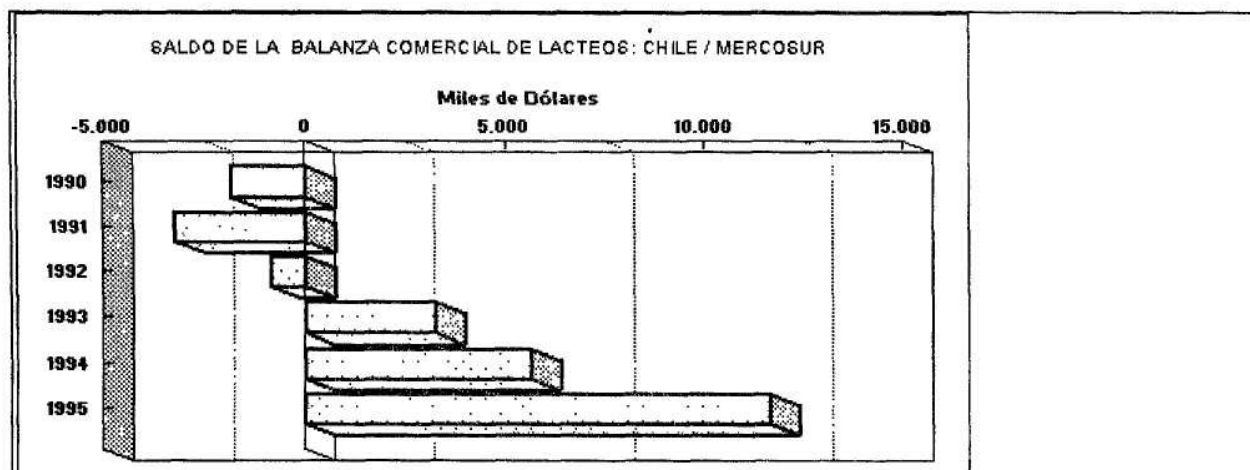 SALDO DE LA BALANZA COMERCIAL DE LACTEOS: CHILE / MERCOSUR
Miles de Dólares
-5.000 0 5.000 10.000 15.000
1990
1991
1992
1993
1994
1995